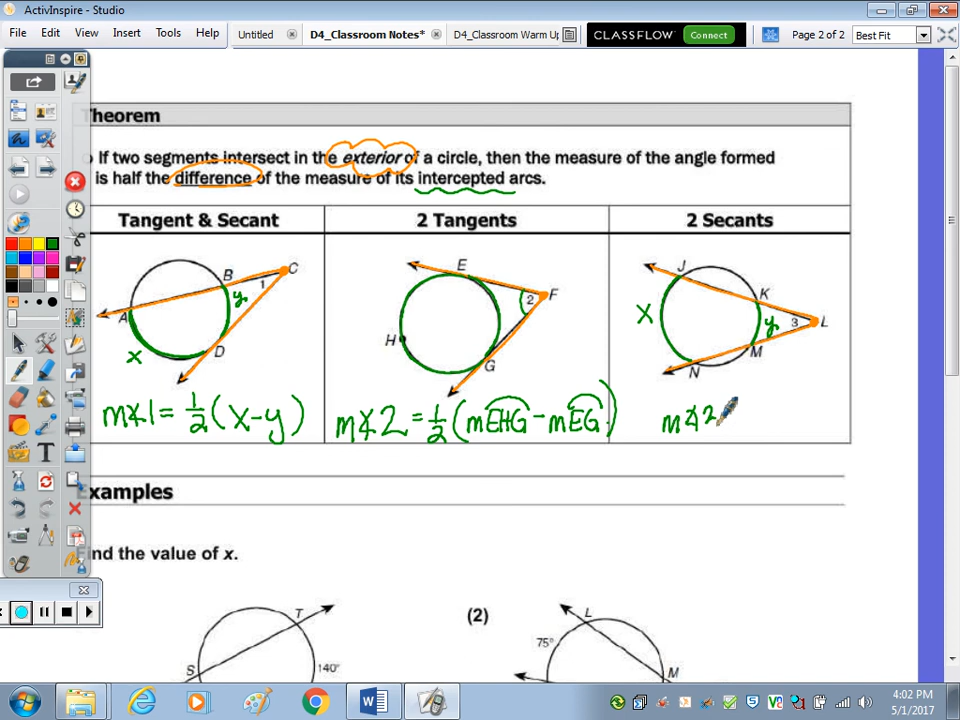 ActivInspire - Studio
File Edit View Insert Tools Help Untitled D4_Classroom Notes* D4_Classroom Warm Up CLASSFLOW Connect Page 2 of 2 Best Fit
Theorem
If two segments intersect in the exterior of a circle, then the measure of the angle formed
is half the difference of the measure of its intercepted arcs.
Tangent & Secant 2 Tangents 2 Secants
A B C D 1 x y
E F G H 2
J K L M N 3 x y
m∡1 = 1/2 (x-y)
m∡2 = 1/2 (mEHG - mEG)
m∡2
Examples
Find the value of x.
T S 140°
(2) L 75° M
4:02 PM
5/1/2017